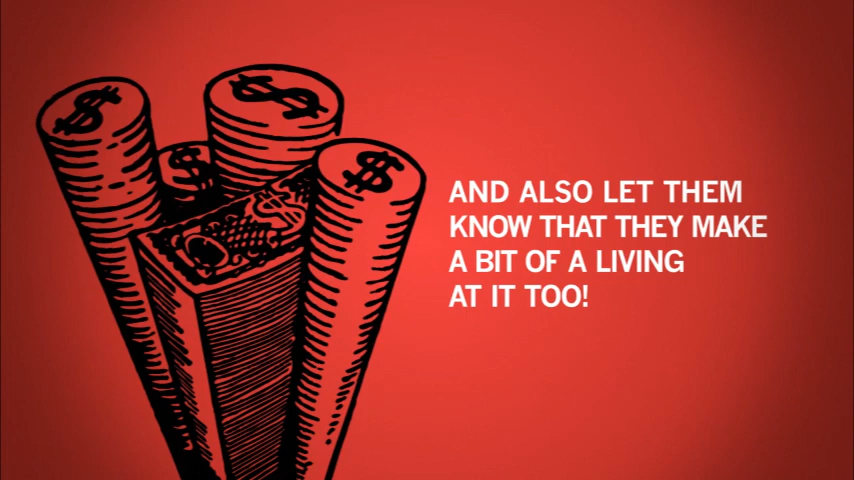 AND ALSO LET THEM
KNOW THAT THEY MAKE
A BIT OF A LIVING
AT IT TOO!